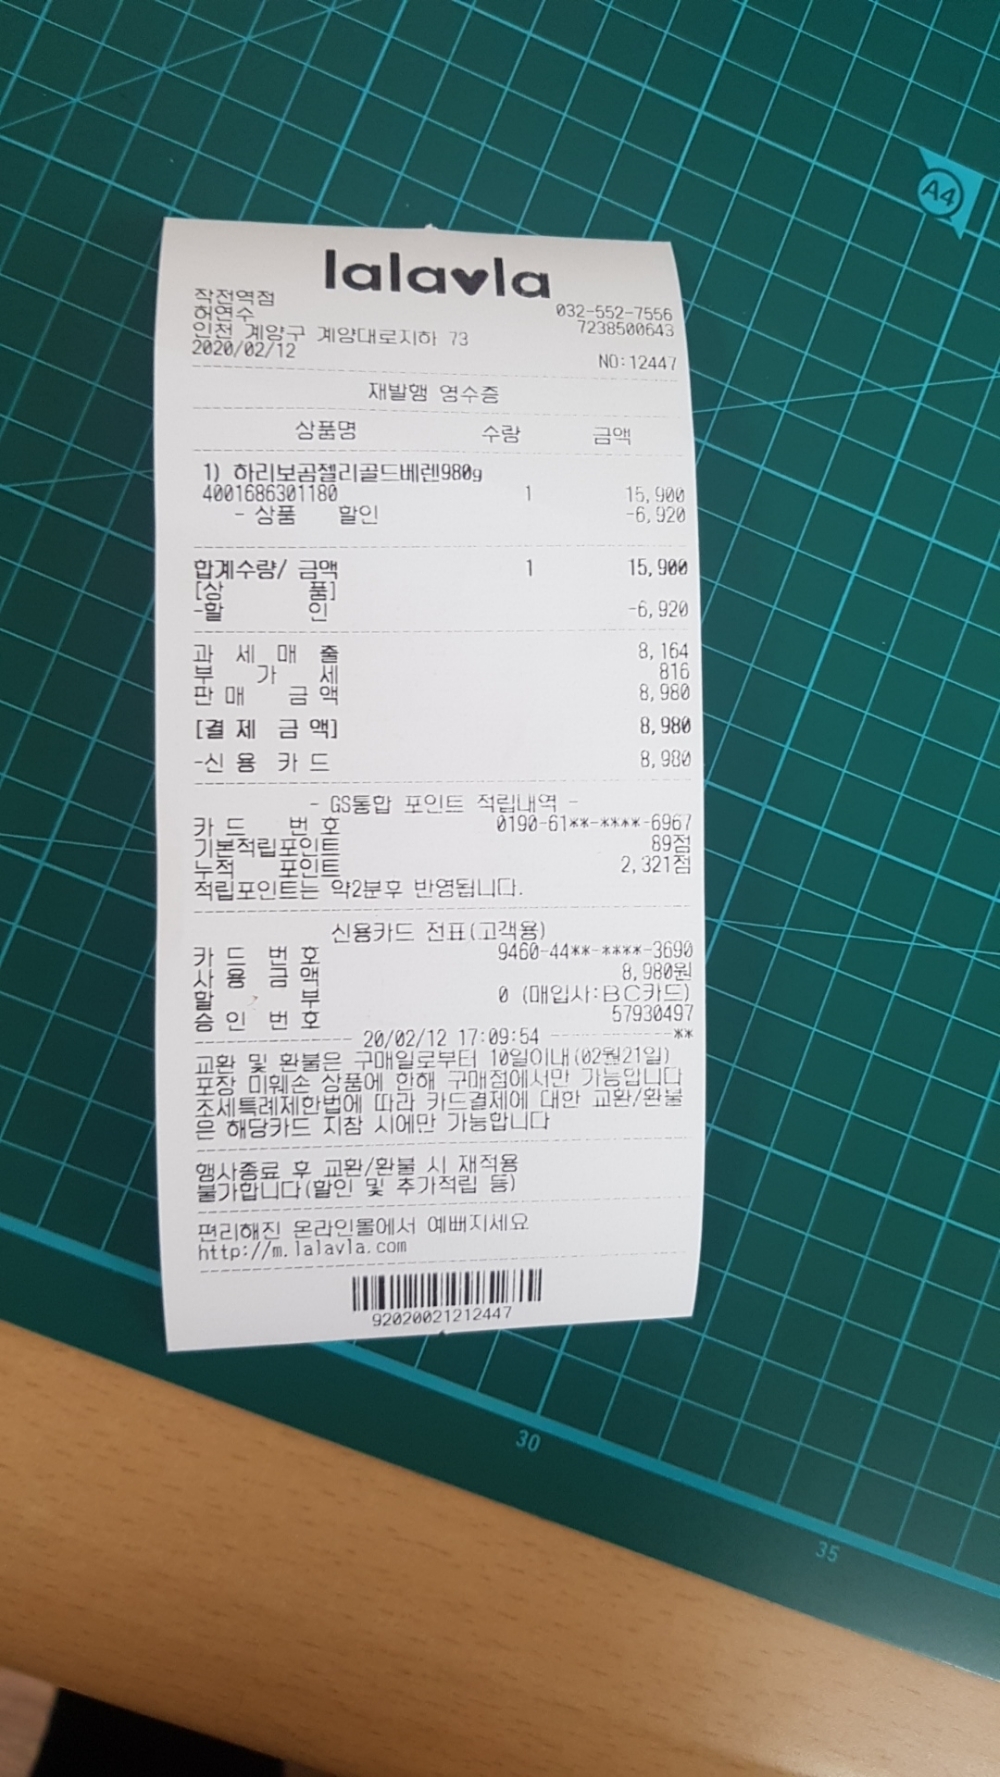 A4
lalavla
작전역점 032-552-7556
허연수 7238500643
인천 계양구 계양대로지하 73
2020/02/12 NO:12447
재발행 영수증
상품명 수량 금액
1) 하리보곰젤리골드베렌980g
4001686301180 1 15,900
- 상품 할인 -6,920
합계수량/ 금액 1 15,900
[상 품]
-할 인 -6,920
과 세 매 출 8,164
부 가 세 816
판 매 금 액 8,980
[결 제 금 액] 8,980
-신 용 카 드 8,980
- GS통합 포인트 적립내역 -
카 드 번 호 0190-61**-****-6967
기본적립포인트 89점
누적 포인트 2,321점
적립포인트는 약2분후 반영됩니다.
신용카드 전표(고객용)
카 드 번 호 9460-44**-****-3690
사 용 금 액 8,980원
할 부 0 (매입사:BC카드)
승 인 번 호 57930497
20/02/12 17:09:54 **
교환 및 환불은 구매일로부터 10일이내(02월21일)
포장 미훼손 상품에 한해 구매점에서만 가능입니다
조세특례제한법에 따라 카드결제에 대한 교환/환불
은 해당카드 지참 시에만 가능합니다
행사종료 후 교환/환불 시 재적용
불가합니다(할인 및 추가적립 등)
편리해진 온라인몰에서 예뻐지세요
http://m.lalavla.com
92020021212447
30
35